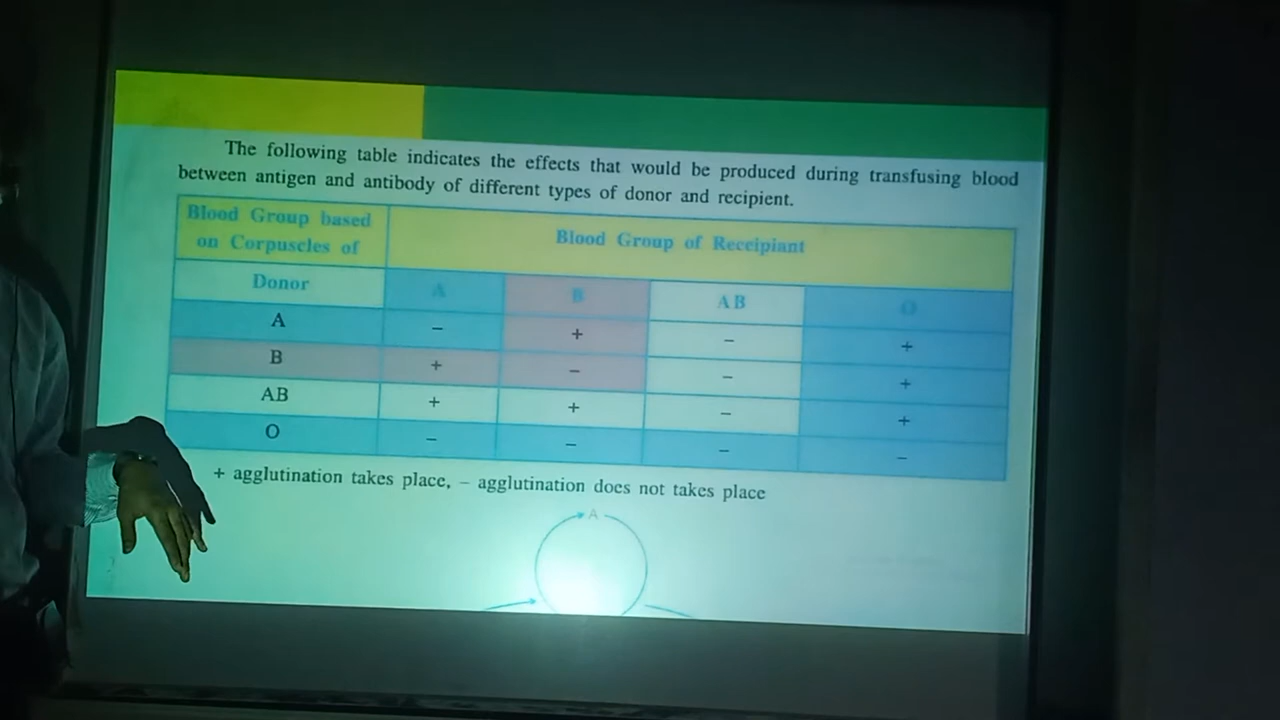 The following table indicates the effects that would be produced during transfusing blood
between antigen and antibody of different types of donor and recipient.
Blood Group based
on Corpuscles of
Blood Group of Receipiant
Donor
A B AB O
A − + − +
B + − − +
AB + + − +
O − − − −
+ agglutination takes place, − agglutination does not takes place
A